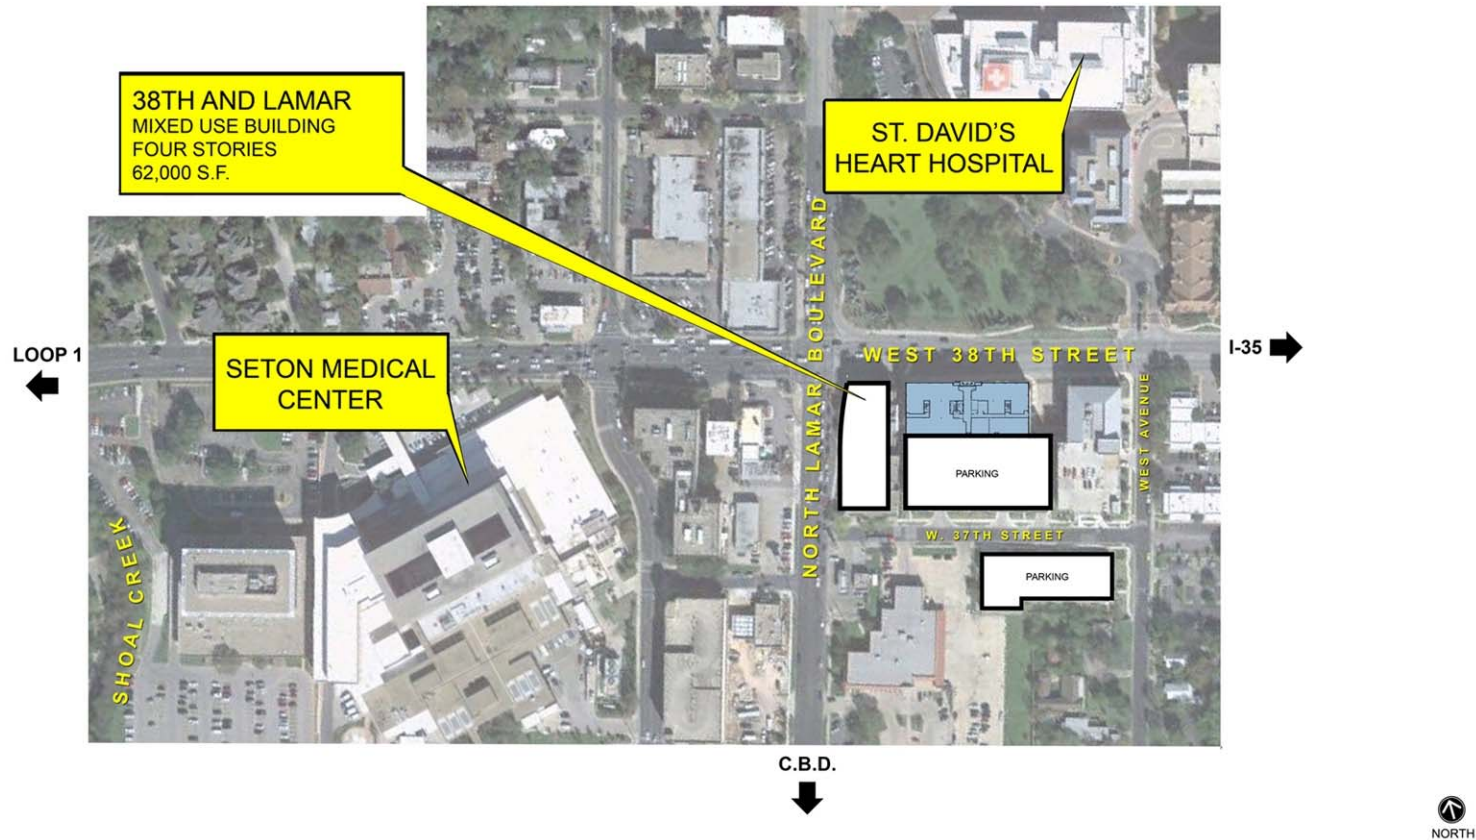 38TH AND LAMAR
MIXED USE BUILDING
FOUR STORIES
62,000 S.F.
ST. DAVID'S
HEART HOSPITAL
NORTH LAMAR BOULEVARD
LOOP 1
SETON MEDICAL
CENTER
WEST 38TH STREET
I-35
WEST AVENUE
PARKING
W. 37TH STREET
PARKING
SHOAL CREEK
C.B.D.
NORTH